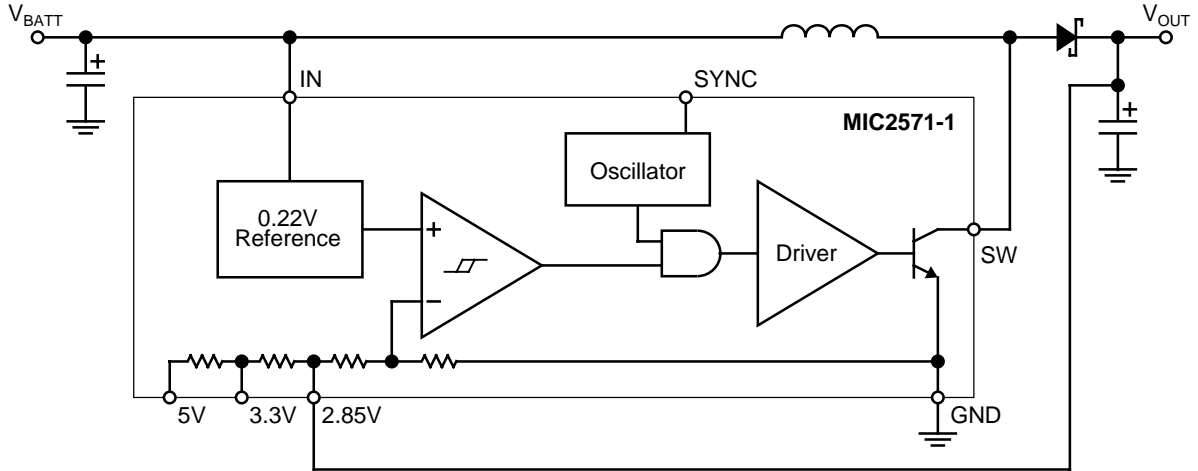 VBATT
VOUT
IN
SYNC
MIC2571-1
Oscillator
0.22V
Reference
+
–
Driver
SW
5V
3.3V
2.85V
GND
+
+